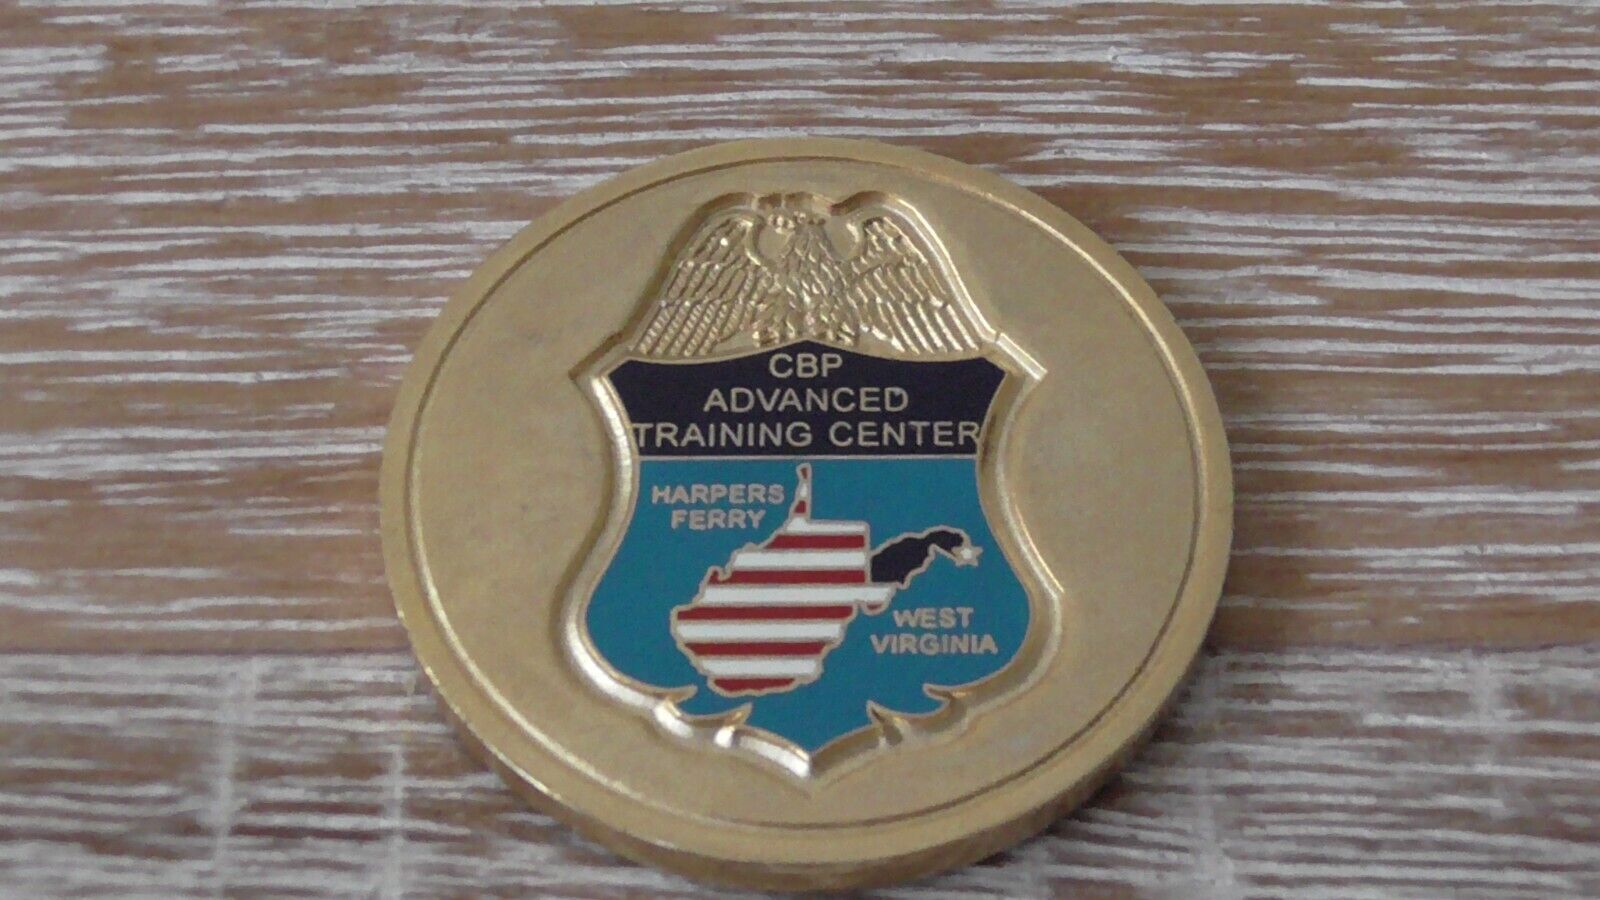 CBP
ADVANCED
TRAINING CENTER
HARPERS
FERRY
WEST
VIRGINIA